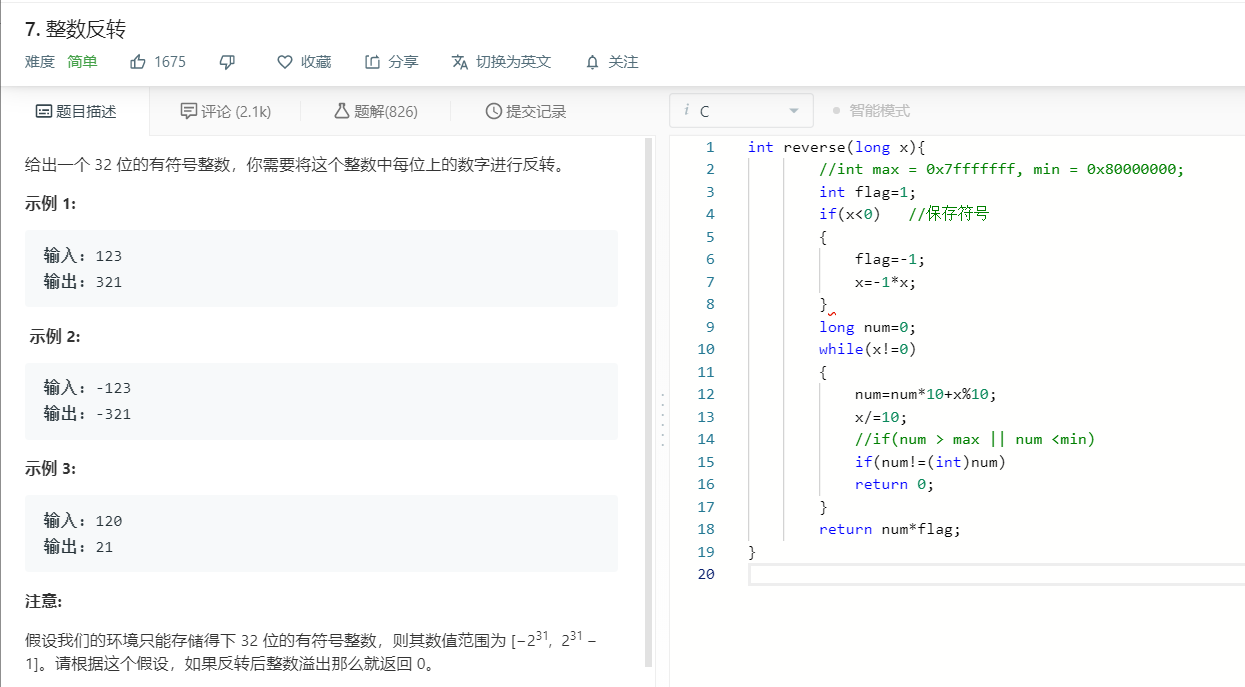 7. 整数反转
难度 简单 1675 收藏 分享 切换为英文 关注
题目描述 评论 (2.1k) 题解(826) 提交记录
给出一个 32 位的有符号整数，你需要将这个整数中每位上的数字进行反转。
示例 1:
输入: 123
输出: 321
示例 2:
输入: -123
输出: -321
示例 3:
输入: 120
输出: 21
注意:
假设我们的环境只能存储得下 32 位的有符号整数，则其数值范围为 [−2³¹, 2³¹ −
1]。请根据这个假设，如果反转后整数溢出那么就返回 0。
i C 智能模式
1 int reverse(long x){
2 //int max = 0x7fffffff, min = 0x80000000;
3 int flag=1;
4 if(x<0) //保存符号
5 {
6 flag=-1;
7 x=-1*x;
8 }
9 long num=0;
10 while(x!=0)
11 {
12 num=num*10+x%10;
13 x/=10;
14 //if(num > max || num <min)
15 if(num!=(int)num)
16 return 0;
17 }
18 return num*flag;
19 }
20